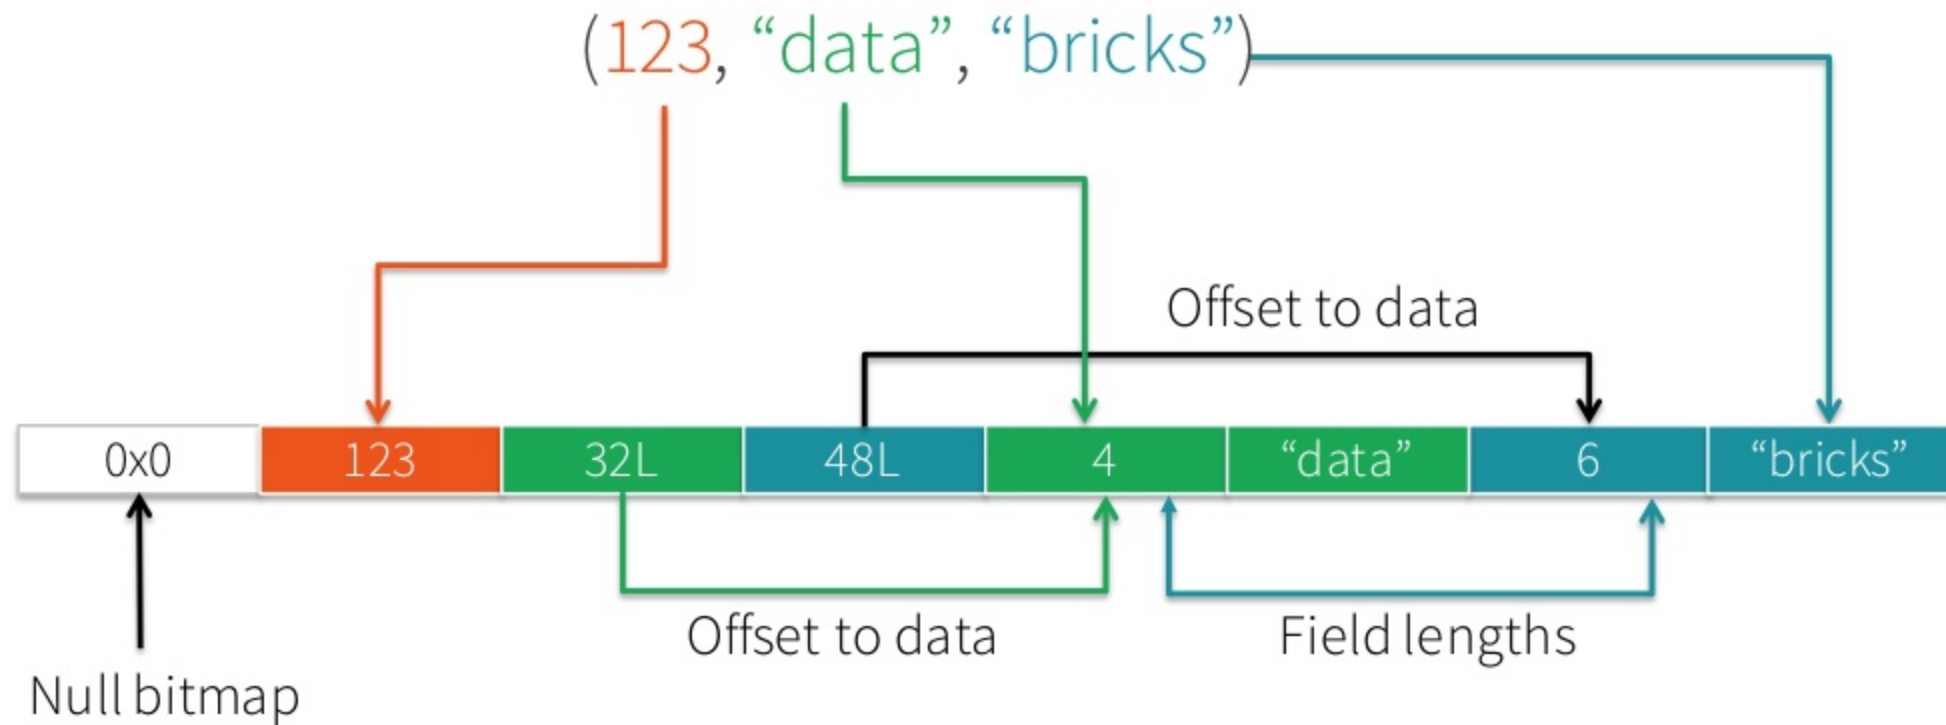 (123, “data”, “bricks”)
Offset to data
0x0 123 32L 48L 4 “data” 6 “bricks”
Offset to data Field lengths
Null bitmap